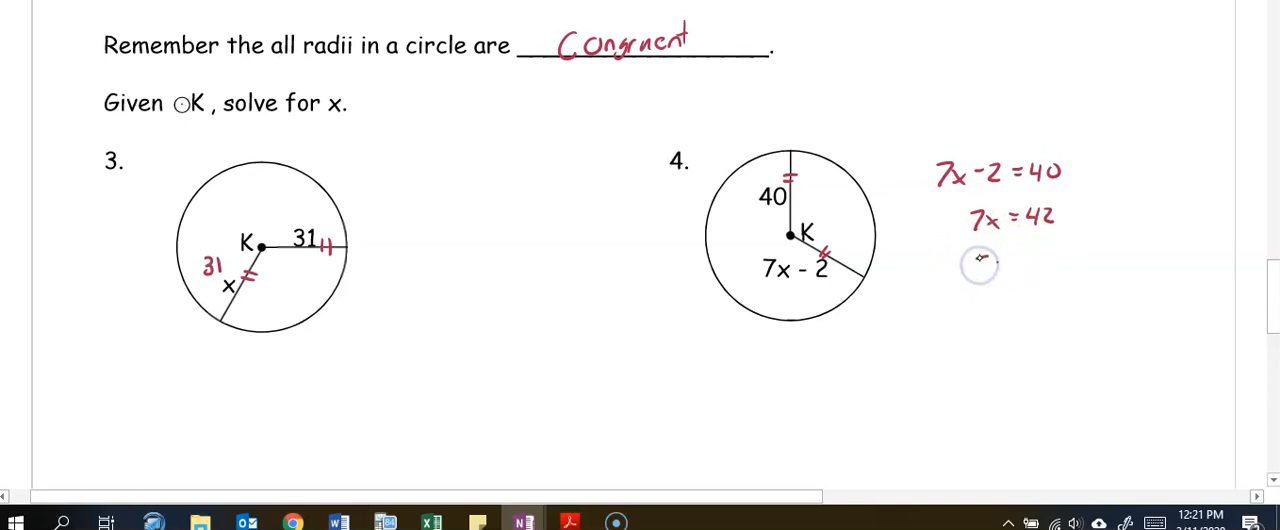 Remember the all radii in a circle are Congruent.
Given ⊙K, solve for x.
3.
K 31
31
x
4.
40
K
7x - 2
7x - 2 = 40
7x = 42
12:21 PM